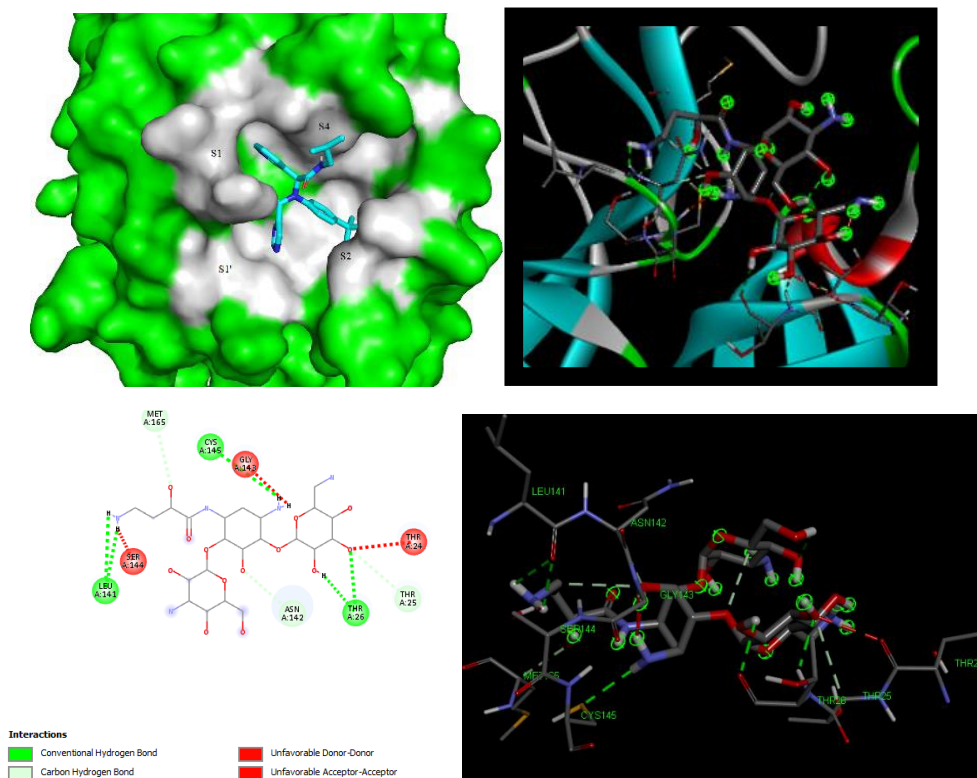 S4
S1
S1'
S2
MET
A:165
CYS
A:145
GLY
A:143
SER
A:144
THR
A:24
LEU
A:141
ASN
A:142
THR
A:26
THR
A:25
H
H
H
H
H
N
N
N
N
O
O
O
O
O
O
Interactions
Conventional Hydrogen Bond
Carbon Hydrogen Bond
Unfavorable Donor-Donor
Unfavorable Acceptor-Acceptor
LEU141
ASN142
GLY143
SER144
CYS145
THR25